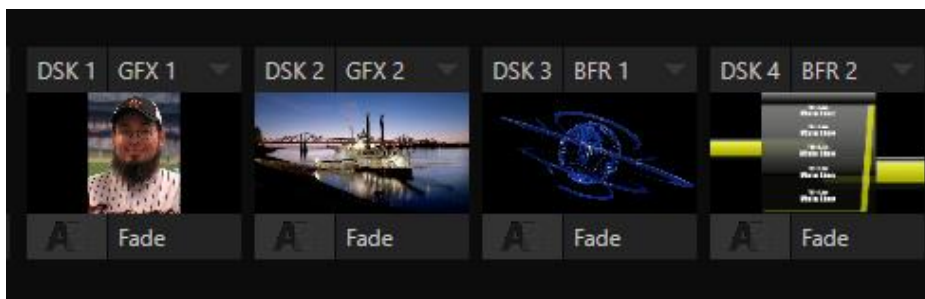 DSK 1 GFX 1 DSK 2 GFX 2 DSK 3 BFR 1 DSK 4 BFR 2
A Fade A Fade A Fade A Fade